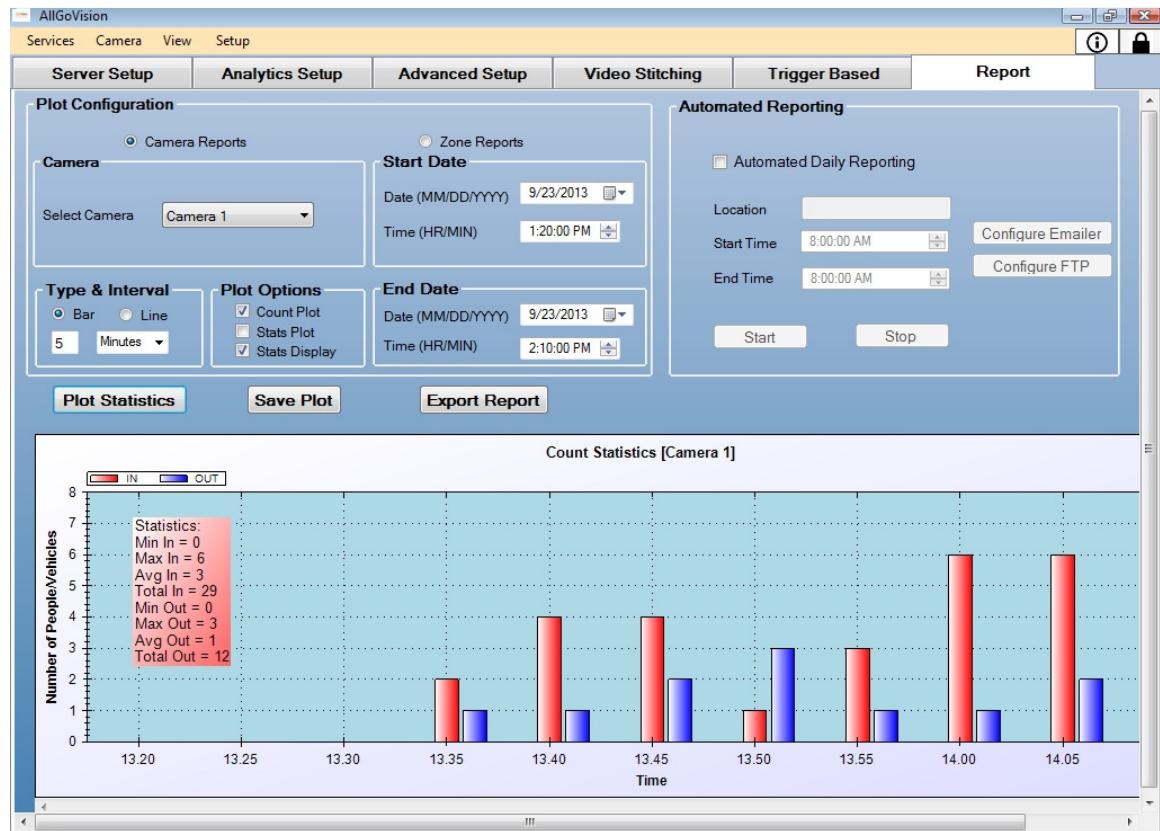 AllGoVision
Services Camera View Setup
Server Setup Analytics Setup Advanced Setup Video Stitching Trigger Based Report
Plot Configuration
Camera Reports Zone Reports
Camera
Select Camera Camera 1
Start Date
Date (MM/DD/YYYY) 9/23/2013
Time (HR/MIN) 1:20:00 PM
Type & Interval
Bar Line
5 Minutes
Plot Options
Count Plot
Stats Plot
Stats Display
End Date
Date (MM/DD/YYYY) 9/23/2013
Time (HR/MIN) 2:10:00 PM
Automated Reporting
Automated Daily Reporting
Location
Start Time 8:00:00 AM
End Time 8:00:00 AM
Configure Emailer
Configure FTP
Start Stop
Plot Statistics Save Plot Export Report
Count Statistics [Camera 1]
IN OUT
Number of People/Vehicles
8
7
6
5
4
3
2
1
0
Statistics:
Min In = 0
Max In = 6
Avg In = 3
Total In = 29
Min Out = 0
Max Out = 3
Avg Out = 1
Total Out = 12
13.20 13.25 13.30 13.35 13.40 13.45 13.50 13.55 14.00 14.05
Time